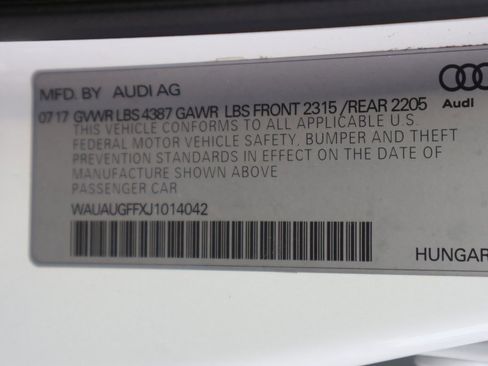 MFD. BY AUDI AG
07 17 GVWR LBS 4387 GAWR LBS FRONT 2315 /REAR 2205
Audi
THIS VEHICLE CONFORMS TO ALL APPLICABLE U.S.
FEDERAL MOTOR VEHICLE SAFETY, BUMPER AND THEFT
PREVENTION STANDARDS IN EFFECT ON THE DATE OF
MANUFACTURE SHOWN ABOVE
PASSENGER CAR
WAUAUGFFXJ1014042
HUNGAR